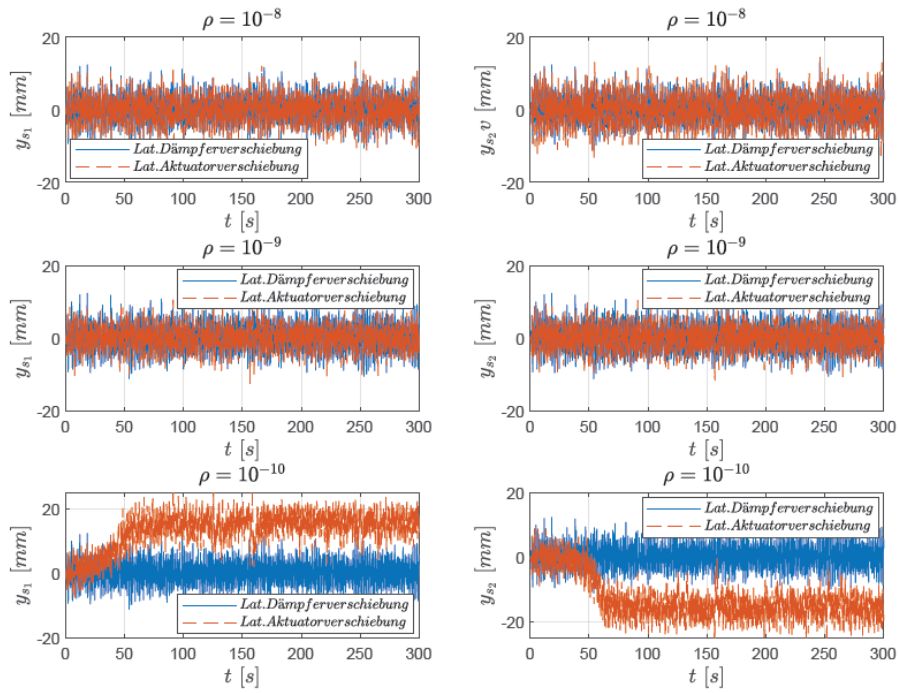 ρ = 10⁻⁸
20
0
-20
y_{s_1} [mm]
Lat.Dämpferverschiebung
Lat.Aktuatorverschiebung
0 50 100 150 200 250 300
t [s]
ρ = 10⁻⁸
20
0
-20
y_{s_2} v [mm]
Lat.Dämpferverschiebung
Lat.Aktuatorverschiebung
0 50 100 150 200 250 300
t [s]
ρ = 10⁻⁹
20
0
-20
y_{s_1} [mm]
Lat.Dämpferverschiebung
Lat.Aktuatorverschiebung
0 50 100 150 200 250 300
t [s]
ρ = 10⁻⁹
20
0
-20
y_{s_2} [mm]
Lat.Dämpferverschiebung
Lat.Aktuatorverschiebung
0 50 100 150 200 250 300
t [s]
ρ = 10⁻¹⁰
20
0
-20
y_{s_1} [mm]
Lat.Dämpferverschiebung
Lat.Aktuatorverschiebung
0 50 100 150 200 250 300
t [s]
ρ = 10⁻¹⁰
20
0
-20
y_{s_2} [mm]
Lat.Dämpferverschiebung
Lat.Aktuatorverschiebung
0 50 100 150 200 250 300
t [s]